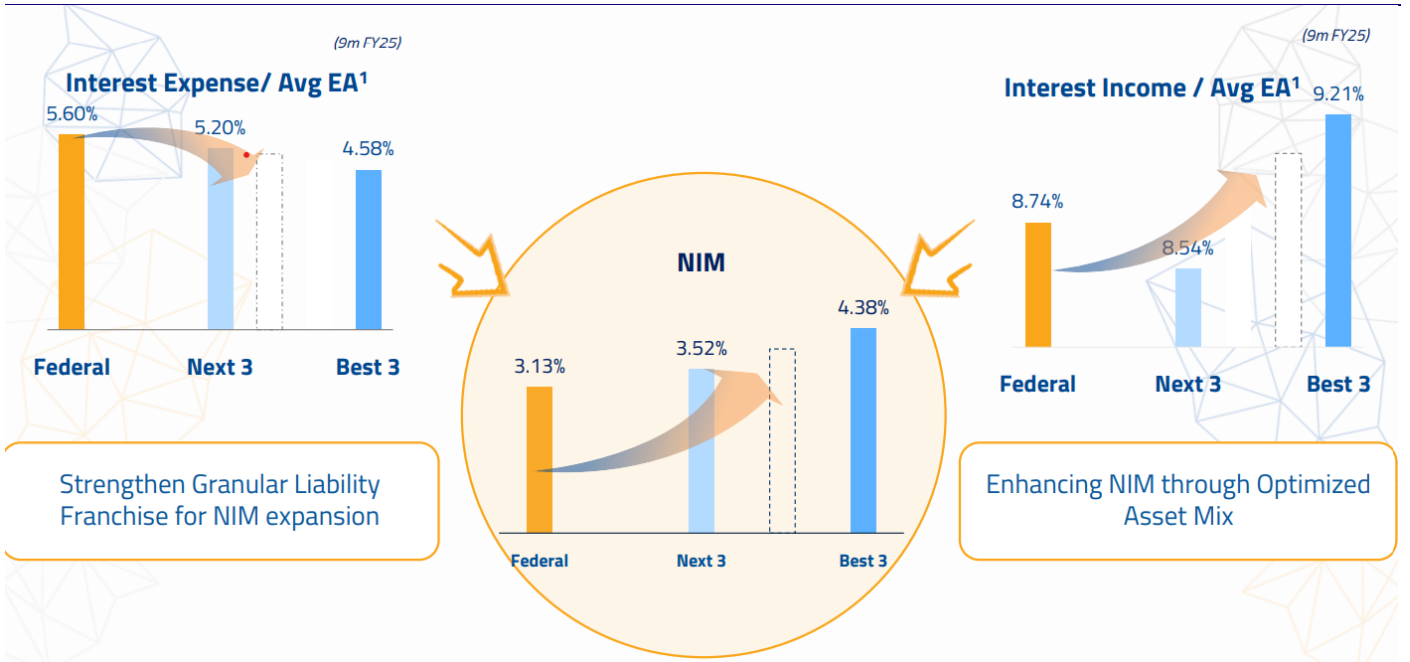 (9m FY25)
Interest Expense/ Avg EA¹
5.60%
5.20%
4.58%
Federal
Next 3
Best 3
Strengthen Granular Liability
Franchise for NIM expansion
NIM
3.13%
3.52%
4.38%
Federal
Next 3
Best 3
(9m FY25)
Interest Income / Avg EA¹
8.74%
8.54%
9.21%
Federal
Next 3
Best 3
Enhancing NIM through Optimized
Asset Mix